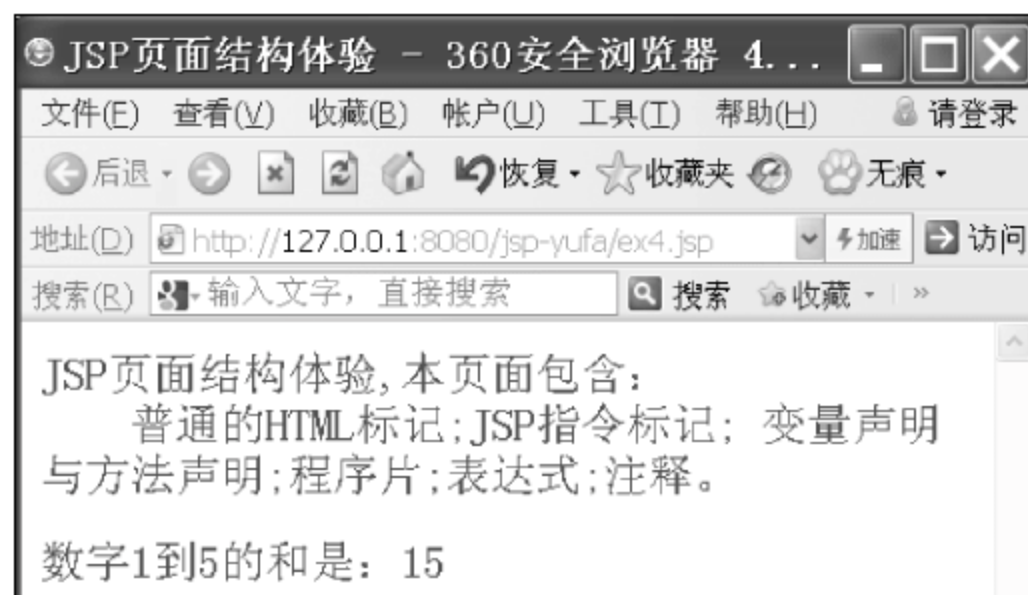 JSP页面结构体验 - 360安全浏览器 4...
文件(F) 查看(V) 收藏(B) 帐户(U) 工具(T) 帮助(H) 请登录
后退 恢复 收藏夹 无痕
地址(D) http://127.0.0.1:8080/jsp-yufa/ex4.jsp 加速 访问
搜索(R) 输入文字，直接搜索 搜索 收藏 »
JSP页面结构体验,本页面包含:
普通的HTML标记;JSP指令标记; 变量声明
与方法声明;程序片;表达式;注释。
数字1到5的和是: 15